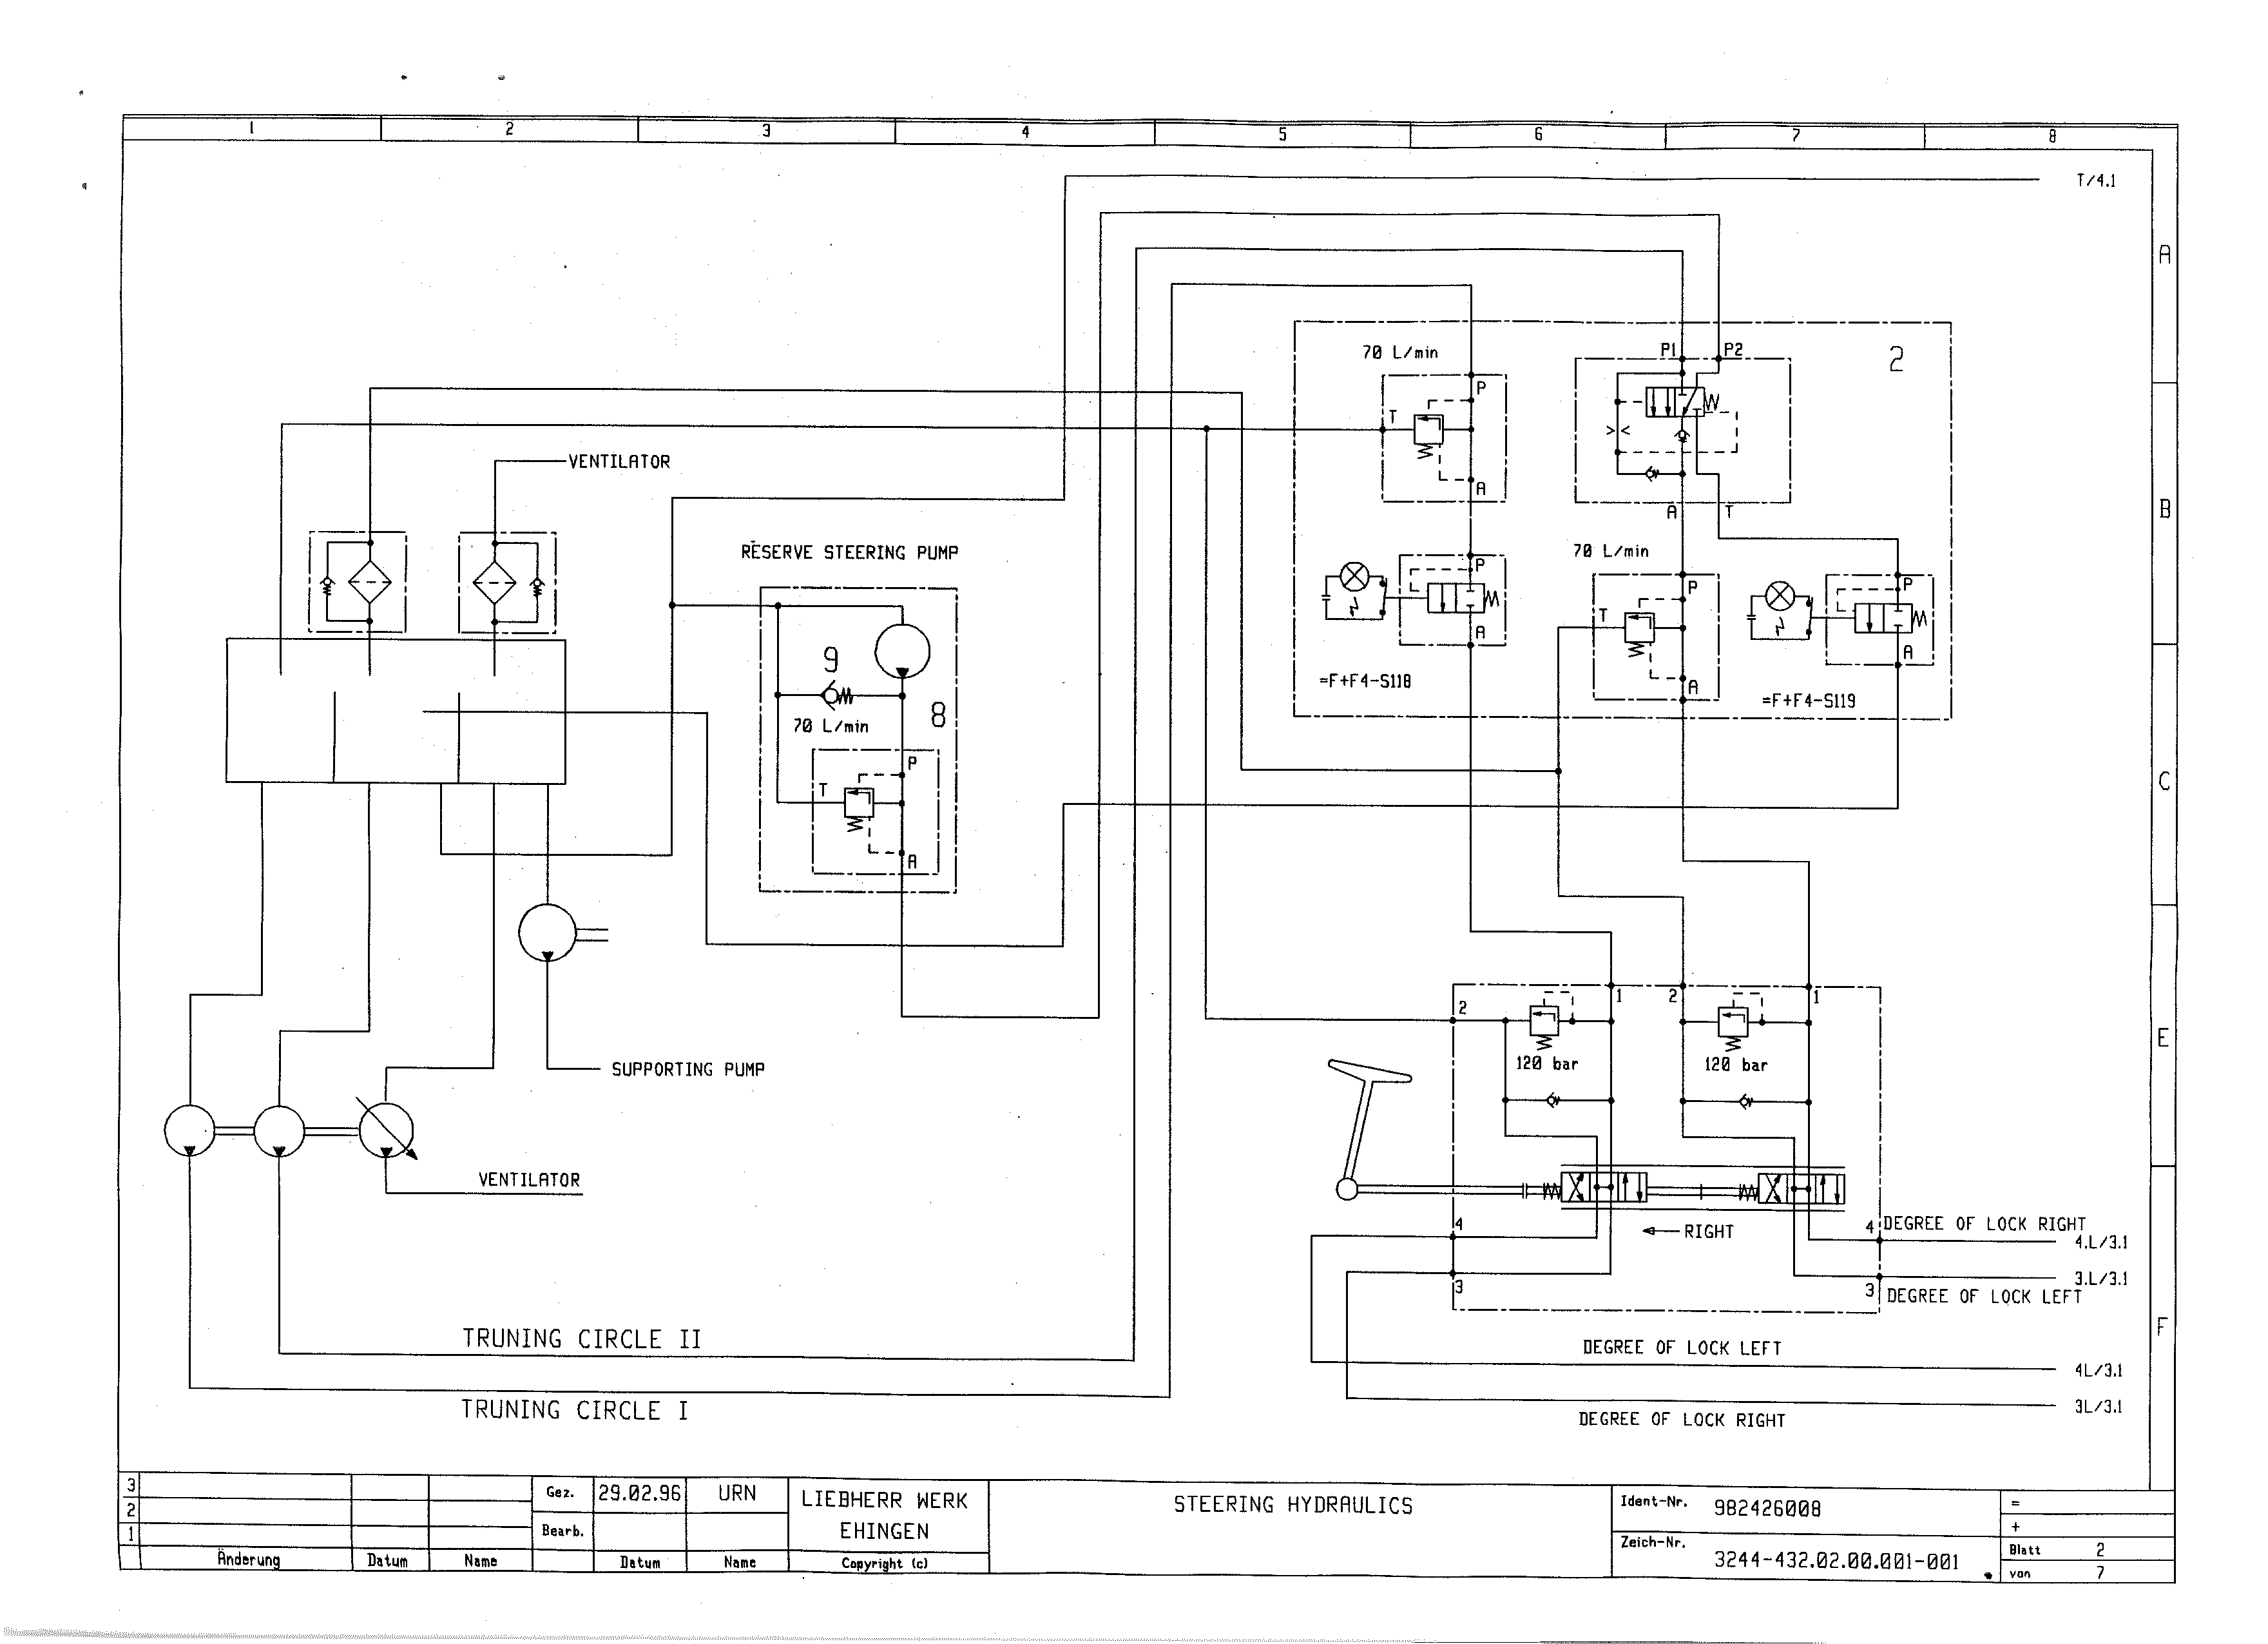 1 2 3 4 5 6 7 8
T/4.1
A
70 L/min
P1 P2
2
P
T
VENTILATOR
A
B
A T
RESERVE STEERING PUMP
70 L/min
P
P
P
T
A
A
9
=F+F4-S118
A
=F+F4-S119
8
70 L/min
P
T
C
A
1 2 1
2
E
120 bar 120 bar
SUPPORTING PUMP
VENTILATOR
RIGHT
4
4 DEGREE OF LOCK RIGHT
4.L/3.1
3.L/3.1
3
3 DEGREE OF LOCK LEFT
F
TRUNING CIRCLE II
DEGREE OF LOCK LEFT
4L/3.1
TRUNING CIRCLE I
3L/3.1
DEGREE OF LOCK RIGHT
3
2
1
Gez. 29.02.96 URN
Bearb.
Änderung Datum Name Datum Name
LIEBHERR WERK
EHINGEN
Copyright (c)
STEERING HYDRAULICS
Ident-Nr. 982426008
Zeich-Nr. 3244-432.02.00.001-001
=
+
Blatt 2
von 7